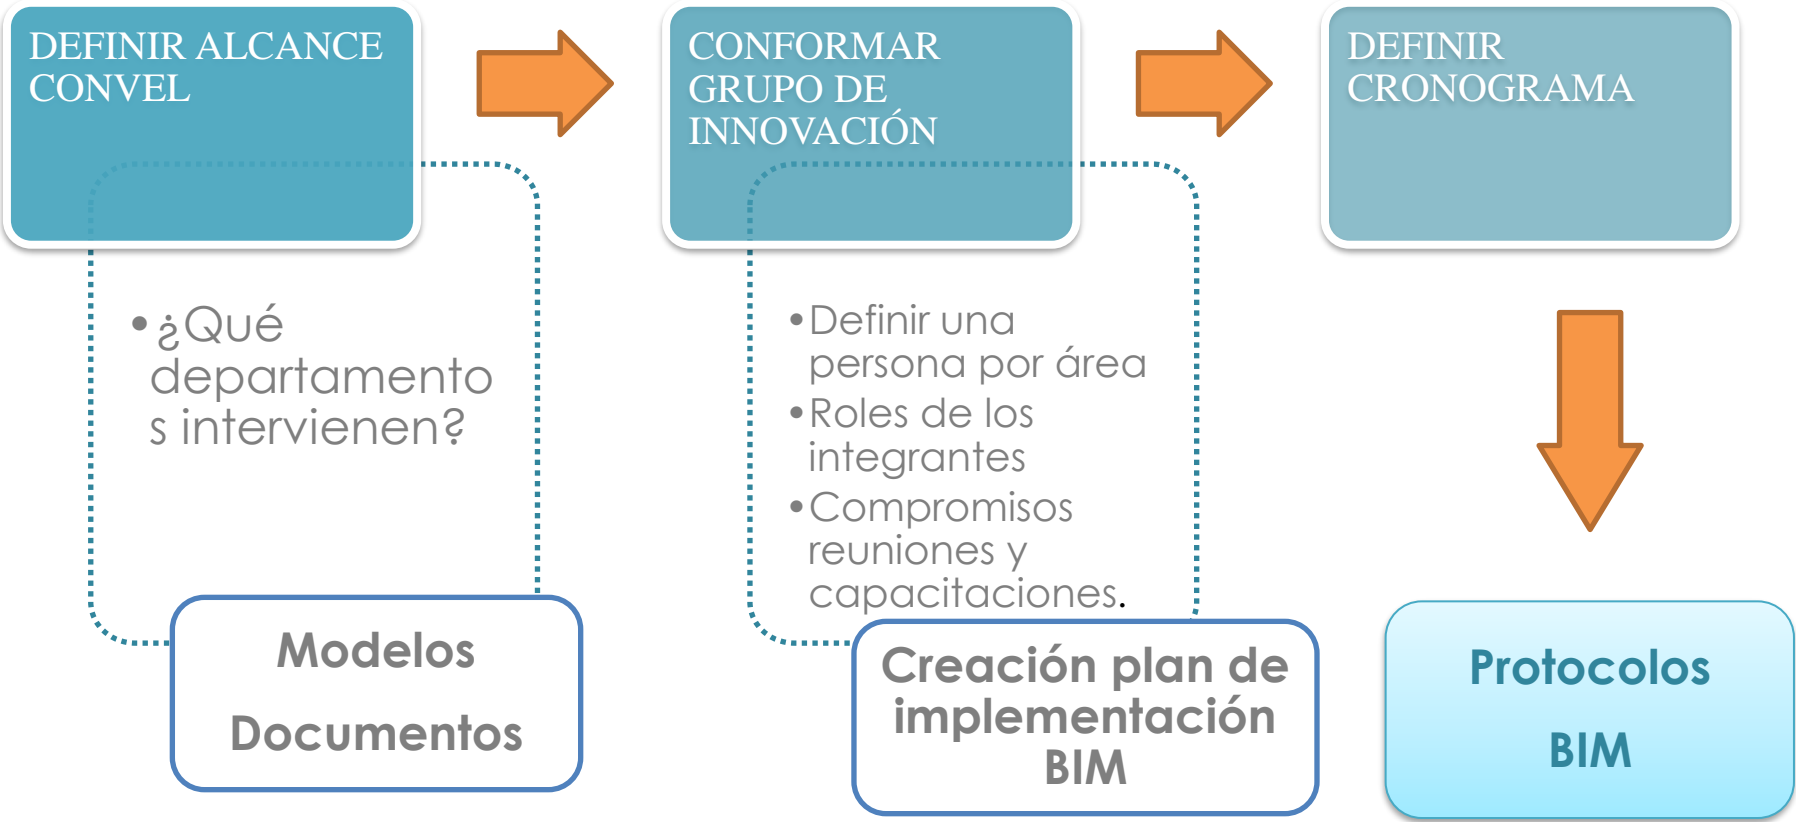 DEFINIR ALCANCE
CONVEL
•¿Qué
departamento
s intervienen?
Modelos
Documentos
CONFORMAR
GRUPO DE
INNOVACIÓN
•Definir una
persona por área
•Roles de los
integrantes
•Compromisos
reuniones y
capacitaciones.
Creación plan de
implementación
BIM
DEFINIR
CRONOGRAMA
Protocolos
BIM